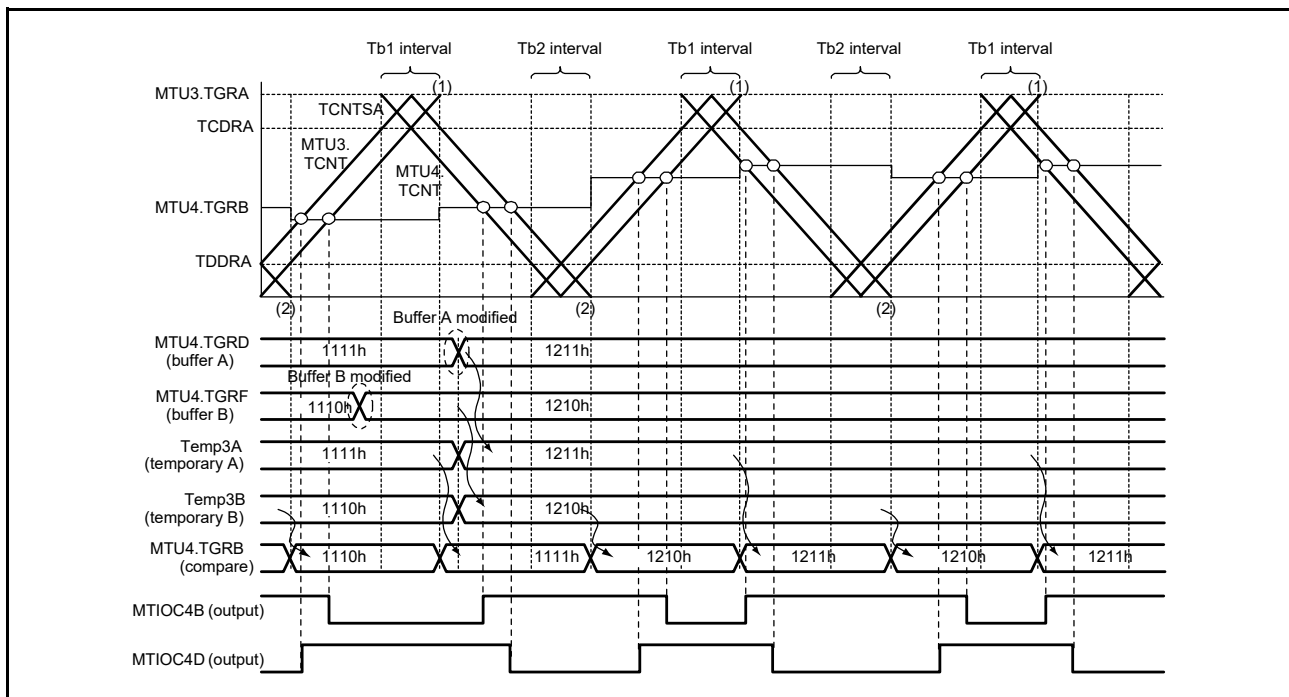 Tb1 interval Tb2 interval Tb1 interval Tb2 interval Tb1 interval
(1) (1) (1)
MTU3.TGRA
TCNTSA
TCDRA
MTU3.
TCNT
MTU4.
TCNT
MTU4.TGRB
TDDRA
(2) (2) (2)
Buffer A modified
MTU4.TGRD
(buffer A)
1111h 1211h
Buffer B modified
MTU4.TGRF
(buffer B)
1110h 1210h
Temp3A
(temporary A)
1111h 1211h
Temp3B
(temporary B)
1110h 1210h
MTU4.TGRB
(compare)
1110h 1111h 1210h 1211h 1210h 1211h
MTIOC4B (output)
MTIOC4D (output)